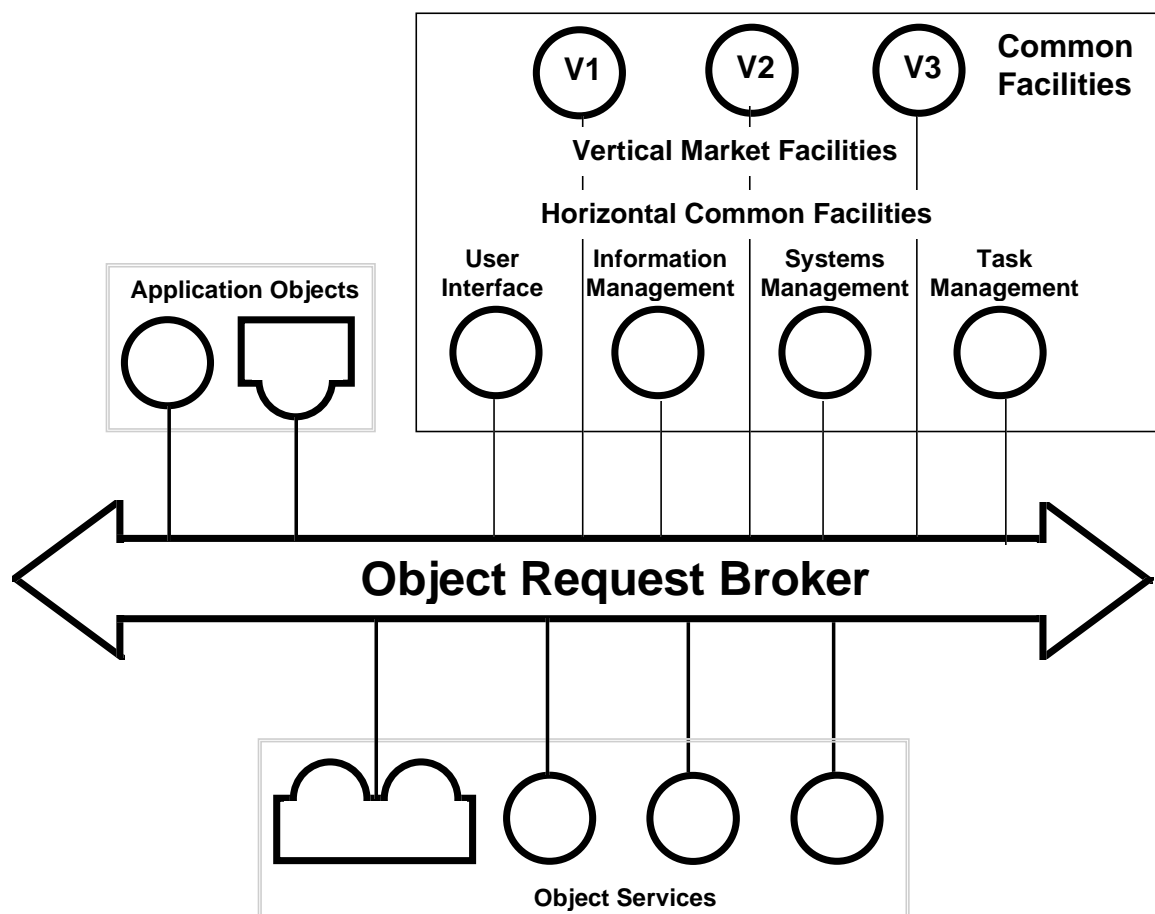 V1 V2 V3
Common
Facilities
Vertical Market Facilities
Horizontal Common Facilities
User
Interface
Information
Management
Systems
Management
Task
Management
Application Objects
Object Request Broker
Object Services